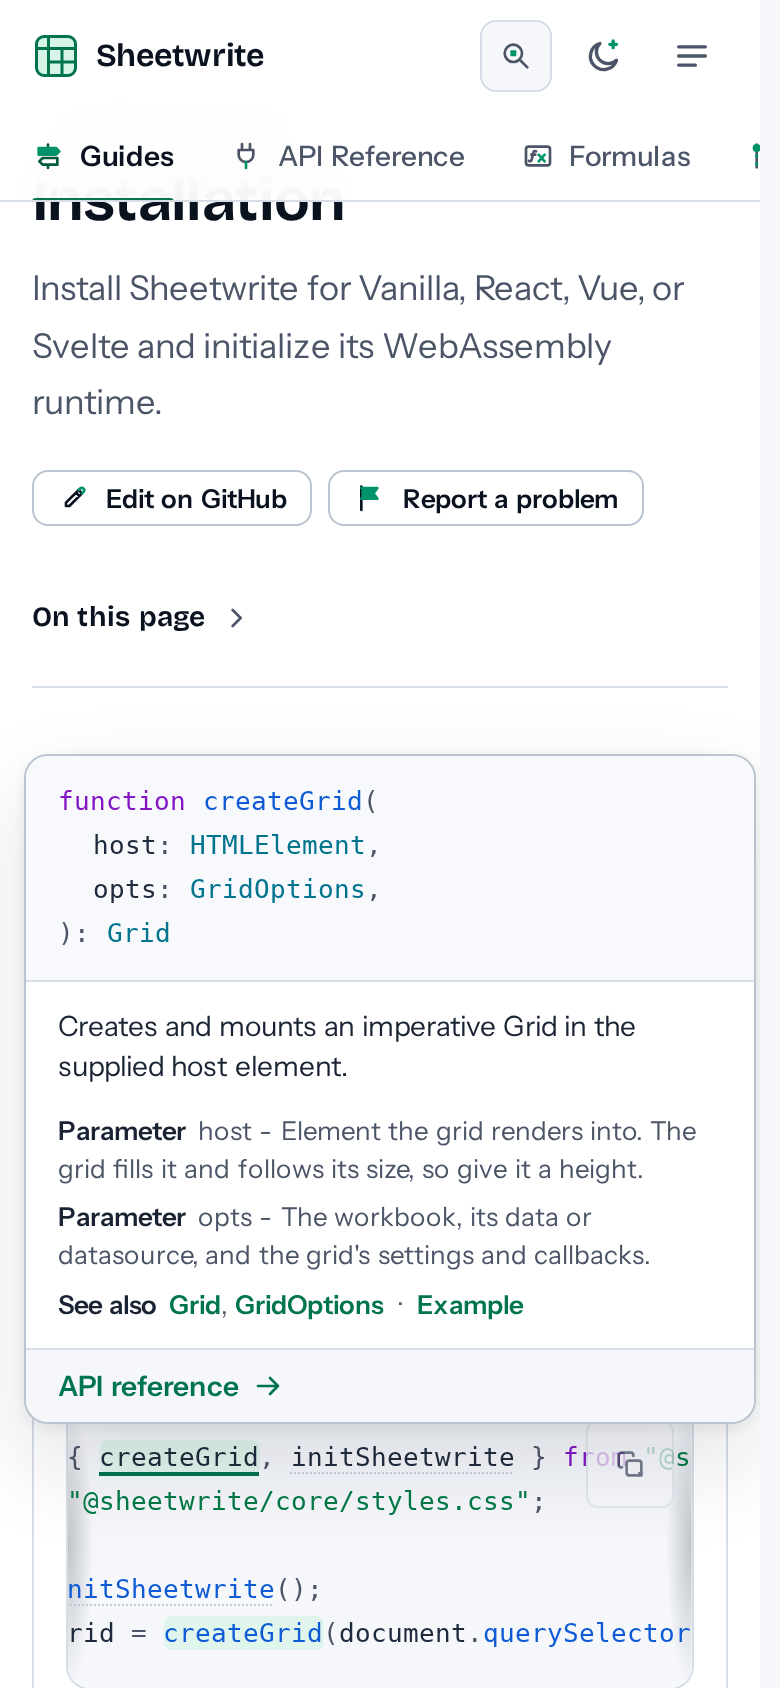 Sheetwrite
Guides
API Reference
Formulas
Installation
Install Sheetwrite for Vanilla, React, Vue, or
Svelte and initialize its WebAssembly
runtime.
Edit on GitHub
Report a problem
On this page
function createGrid(
host: HTMLElement,
opts: GridOptions,
): Grid
Creates and mounts an imperative Grid in the
supplied host element.
Parameter host - Element the grid renders into. The
grid fills it and follows its size, so give it a height.
Parameter opts - The workbook, its data or
datasource, and the grid's settings and callbacks.
See also Grid, GridOptions · Example
API reference →
{ createGrid, initSheetwrite } from "@s
"@sheetwrite/core/styles.css";
nitSheetwrite();
rid = createGrid(document.querySelector